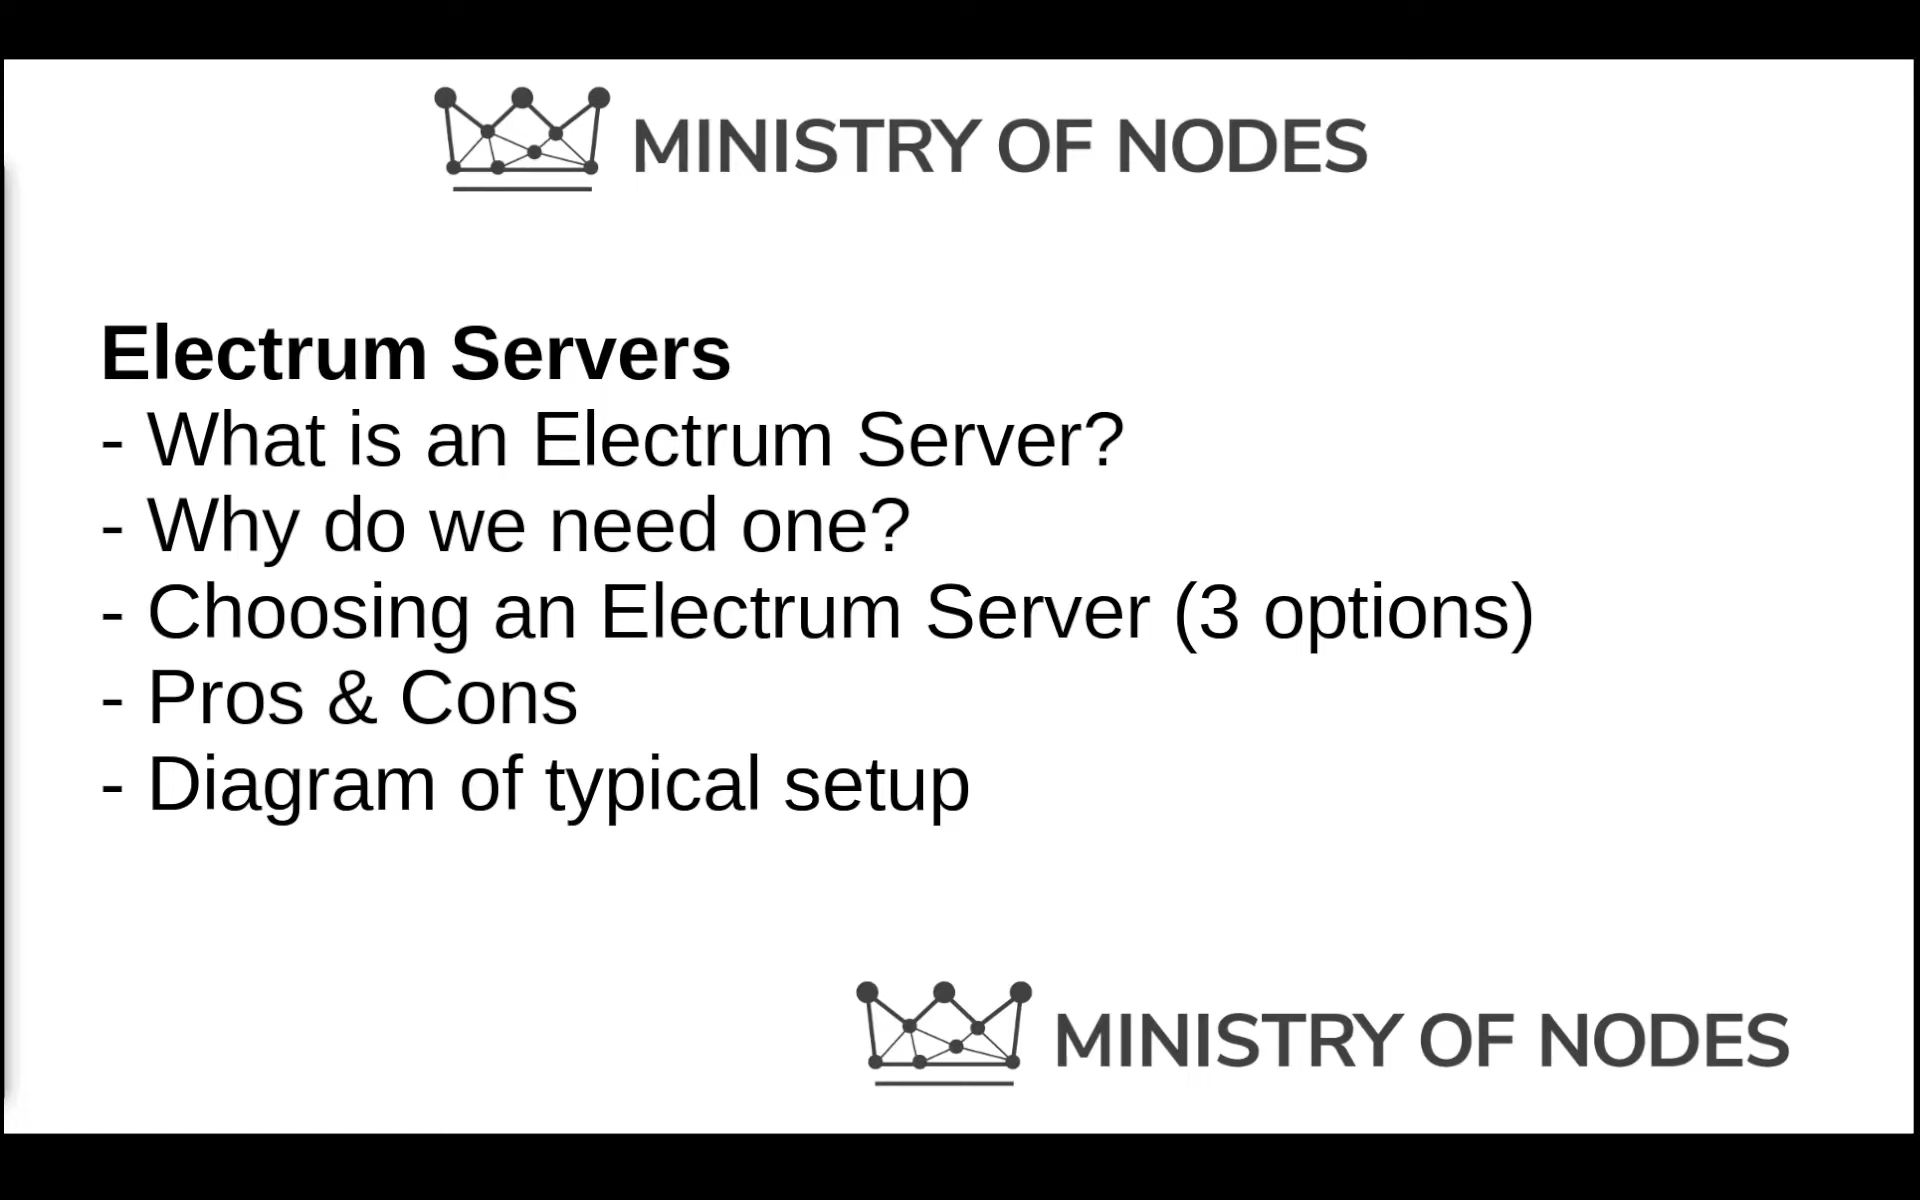 MINISTRY OF NODES
Electrum Servers
- What is an Electrum Server?
- Why do we need one?
- Choosing an Electrum Server (3 options)
- Pros & Cons
- Diagram of typical setup
MINISTRY OF NODES